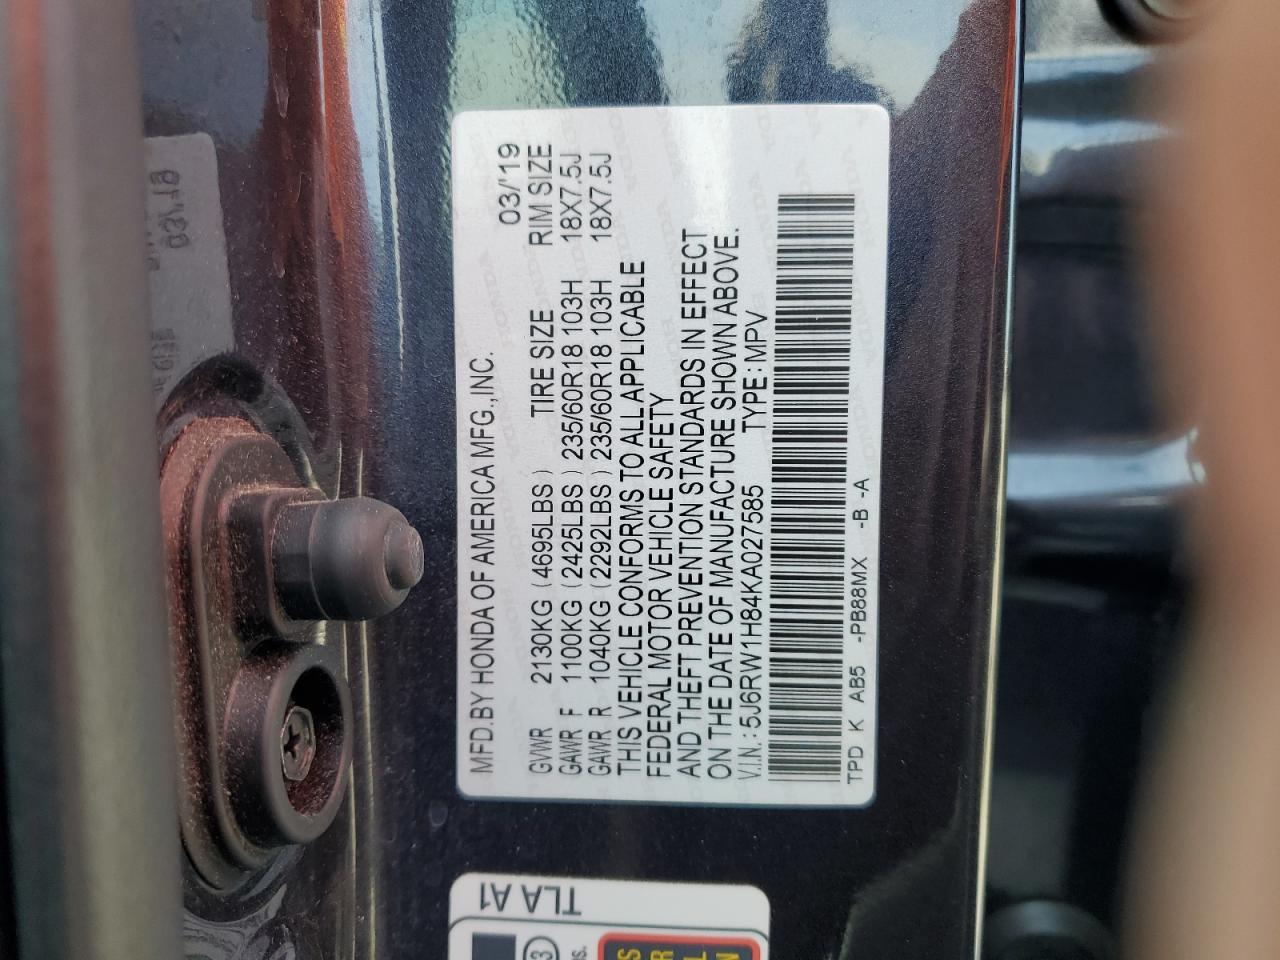 MFD.BY HONDA OF AMERICA MFG.,INC. 03/'19
GVWR 2130KG (4695LBS) TIRE SIZE RIM SIZE
GAWR F 1100KG (2425LBS) 235/60R18 103H 18X7.5J
GAWR R 1040KG (2292LBS) 235/60R18 103H 18X7.5J
THIS VEHICLE CONFORMS TO ALL APPLICABLE
FEDERAL MOTOR VEHICLE SAFETY
AND THEFT PREVENTION STANDARDS IN EFFECT
ON THE DATE OF MANUFACTURE SHOWN ABOVE.
V.I.N.: 5J6RW1H84KA027585 TYPE: MPV
TPD K AB5 -PB88MX -B -A
TLA A1